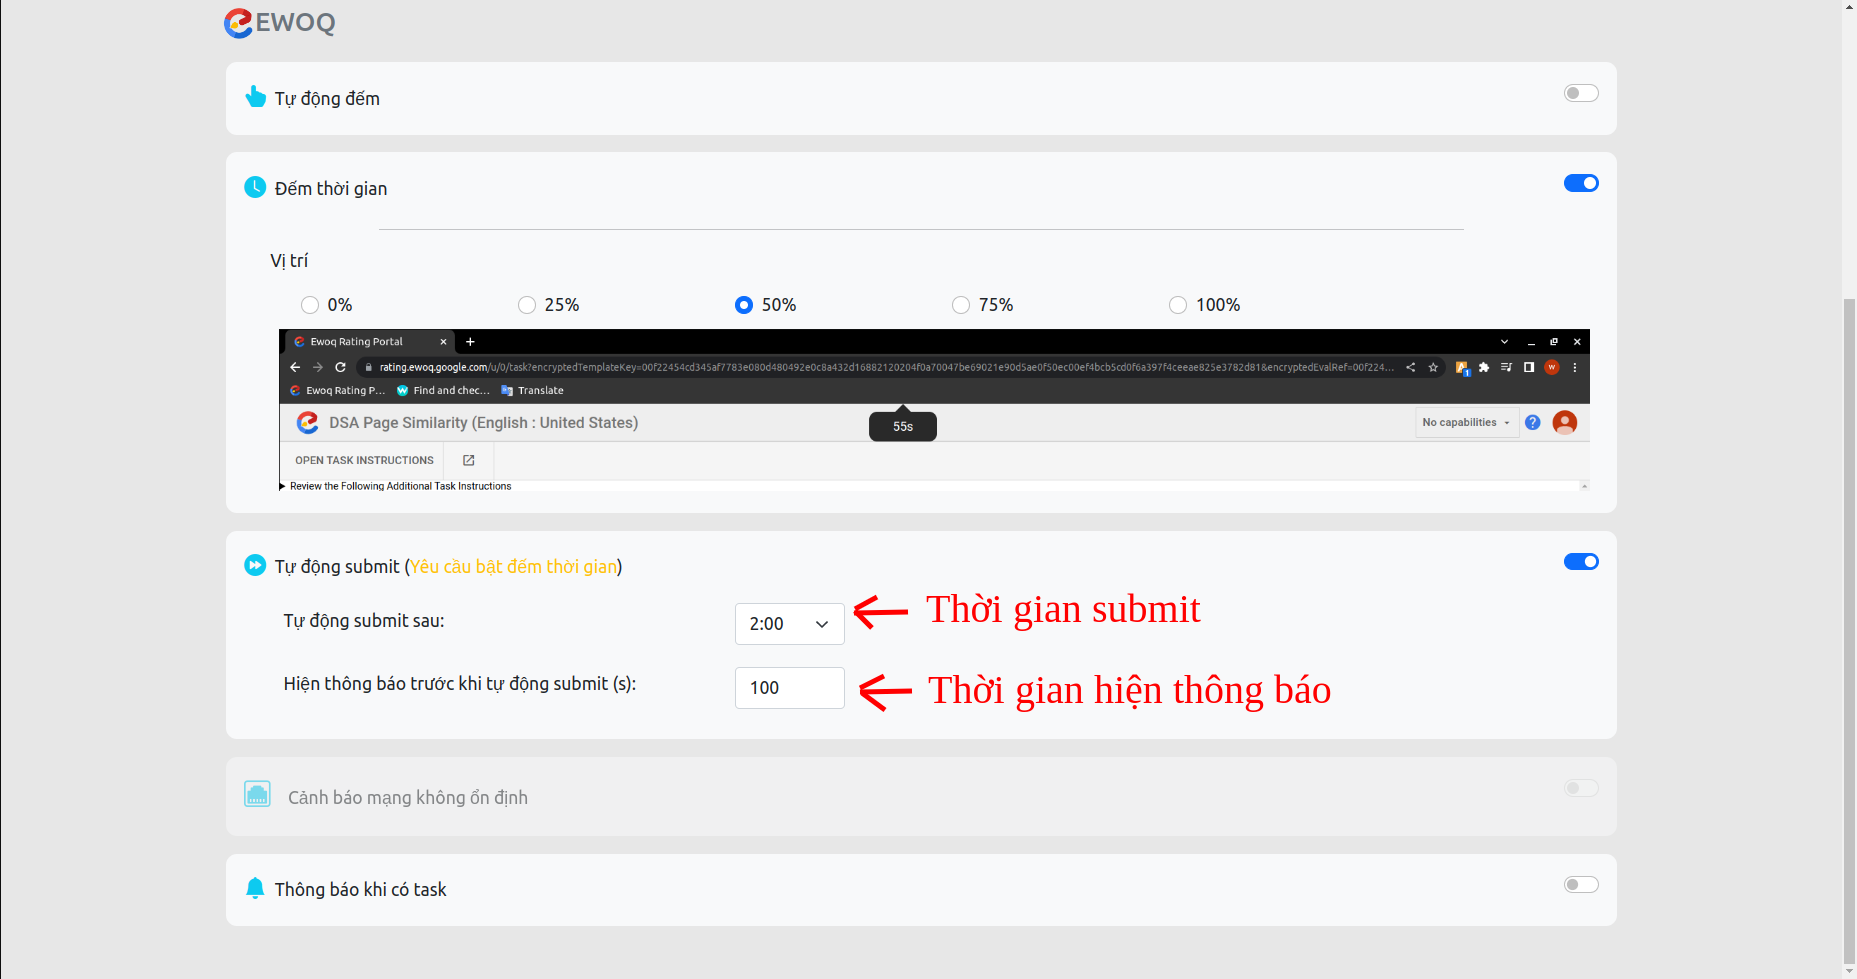 EWOQ
Tự động đếm
Đếm thời gian
Vị trí
0% 25% 50% 75% 100%
Ewoq Rating Portal
rating.ewoq.google.com/u/0/task?encryptedTemplateKey=00f22454cd345af7783e080d480492e0c8a432d16882120204f0a70047be69021e90d5ae0f50ec00ef4bcb5cd0f6a397f4ceeae825e3782d81&encryptedEvalRef=00f224...
Ewoq Rating P... Find and chec... Translate
DSA Page Similarity (English : United States) 55s No capabilities
OPEN TASK INSTRUCTIONS
Review the Following Additional Task Instructions
Tự động submit (Yêu cầu bật đếm thời gian)
Tự động submit sau: 2:00 Thời gian submit
Hiện thông báo trước khi tự động submit (s): 100 Thời gian hiện thông báo
Cảnh báo mạng không ổn định
Thông báo khi có task